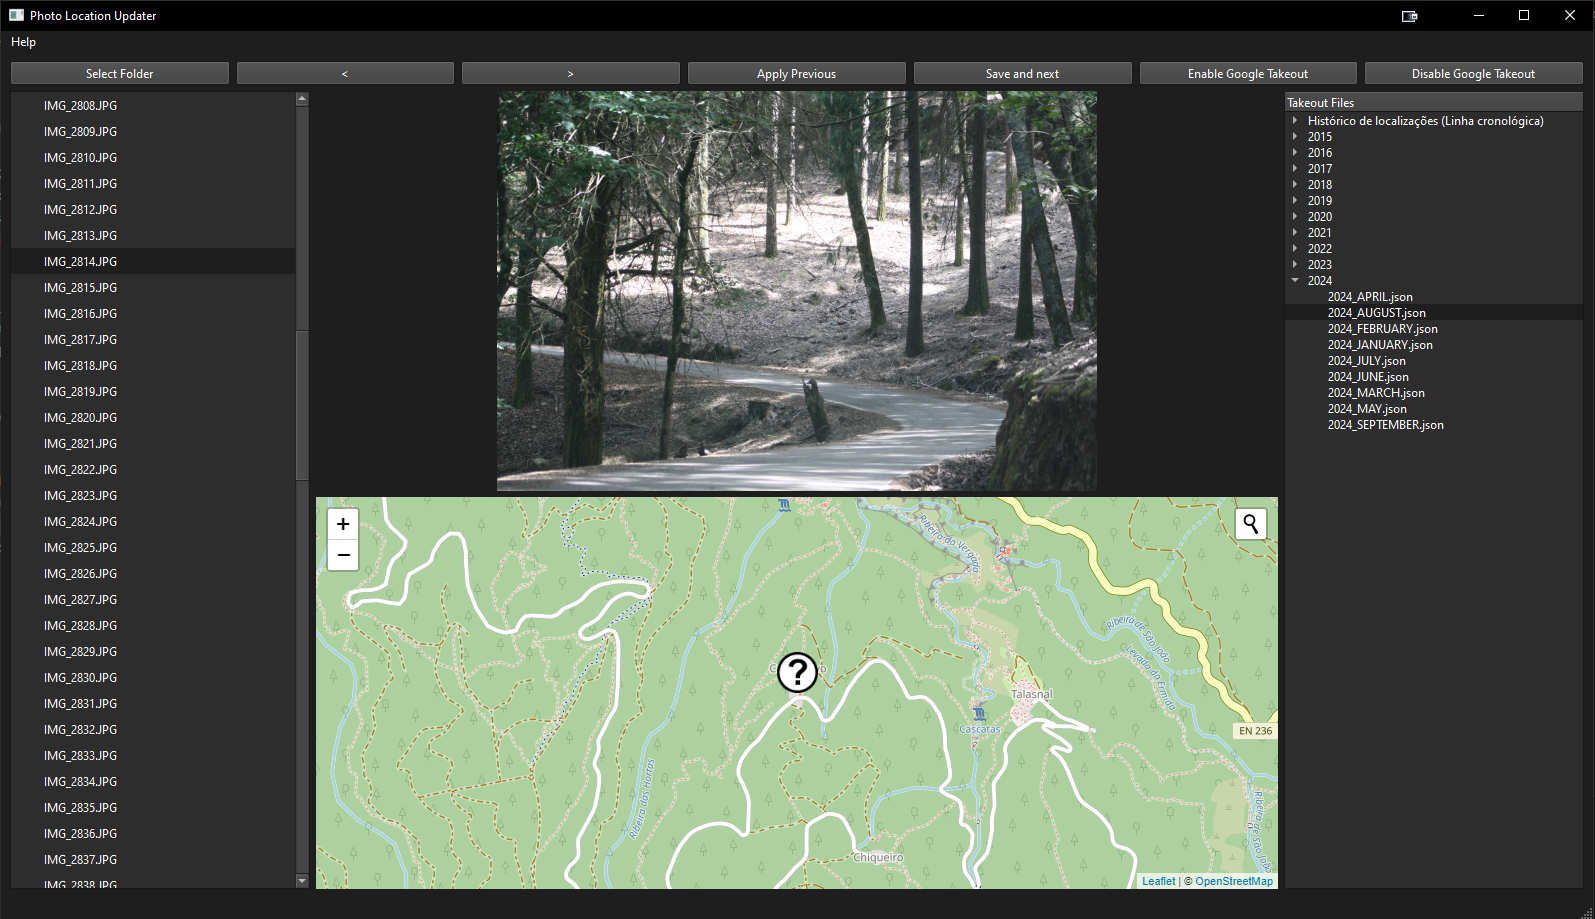 Photo Location Updater
Help
Select Folder
<
>
Apply Previous
Save and next
Enable Google Takeout
Disable Google Takeout
IMG_2808.JPG
IMG_2809.JPG
IMG_2810.JPG
IMG_2811.JPG
IMG_2812.JPG
IMG_2813.JPG
IMG_2814.JPG
IMG_2815.JPG
IMG_2816.JPG
IMG_2817.JPG
IMG_2818.JPG
IMG_2819.JPG
IMG_2820.JPG
IMG_2821.JPG
IMG_2822.JPG
IMG_2823.JPG
IMG_2824.JPG
IMG_2825.JPG
IMG_2826.JPG
IMG_2827.JPG
IMG_2828.JPG
IMG_2829.JPG
IMG_2830.JPG
IMG_2831.JPG
IMG_2832.JPG
IMG_2833.JPG
IMG_2834.JPG
IMG_2835.JPG
IMG_2836.JPG
IMG_2837.JPG
IMG_2838.JPG
+
−
Ribeira da Vergada
Ribeira de São João
Levada da Ermida
?
Talasnal
Cascatas
EN 236
Ribeira das Hortas
Ribeira de São João
Chiqueiro
Leaflet | © OpenStreetMap
Takeout Files
Histórico de localizações (Linha cronológica)
2015
2016
2017
2018
2019
2020
2021
2022
2023
2024
2024_APRIL.json
2024_AUGUST.json
2024_FEBRUARY.json
2024_JANUARY.json
2024_JULY.json
2024_JUNE.json
2024_MARCH.json
2024_MAY.json
2024_SEPTEMBER.json